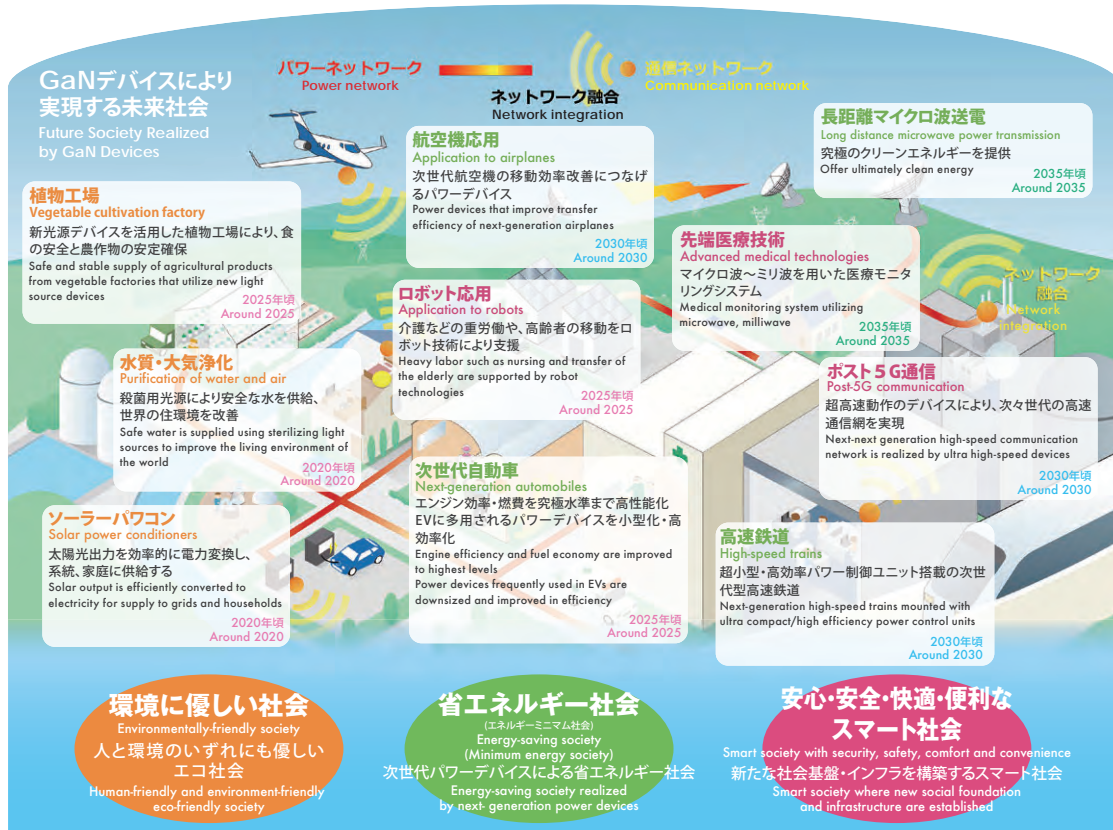 GaNデバイスにより
実現する未来社会
Future Society Realized
by GaN Devices
パワーネットワーク
Power network
ネットワーク融合
Network integration
通信ネットワーク
Communication network
航空機応用
Application to airplanes
次世代航空機の移動効率改善につなげ
るパワーデバイス
Power devices that improve transfer
efficiency of next-generation airplanes
2030年頃
Around 2030
長距離マイクロ波送電
Long distance microwave power transmission
究極のクリーンエネルギーを提供
Offer ultimately clean energy
2035年頃
Around 2035
植物工場
Vegetable cultivation factory
新光源デバイスを活用した植物工場により、食
の安全と農作物の安定確保
Safe and stable supply of agricultural products
from vegetable factories that utilize new light
source devices
2025年頃
Around 2025
先端医療技術
Advanced medical technologies
マイクロ波～ミリ波を用いた医療モニタ
リングシステム
Medical monitoring system utilizing
microwave, milliwave
2035年頃
Around 2035
ネットワーク
融合
Network
integration
ロボット応用
Application to robots
介護などの重労働や、高齢者の移動をロ
ボット技術により支援
Heavy labor such as nursing and transfer of
the elderly are supported by robot
technologies
2025年頃
Around 2025
水質・大気浄化
Purification of water and air
殺菌用光源により安全な水を供給、
世界の住環境を改善
Safe water is supplied using sterilizing light
sources to improve the living environment of
the world
2020年頃
Around 2020
ポスト5G通信
Post-5G communication
超高速動作のデバイスにより、次々世代の高速
通信網を実現
Next-next generation high-speed communication
network is realized by ultra high-speed devices
2030年頃
Around 2030
次世代自動車
Next-generation automobiles
エンジン効率・燃費を究極水準まで高性能化
EVに多用されるパワーデバイスを小型化・高
効率化
Engine efficiency and fuel economy are improved
to highest levels
Power devices frequently used in EVs are
downsized and improved in efficiency
2025年頃
Around 2025
ソーラーパワコン
Solar power conditioners
太陽光出力を効率的に電力変換し、
系統、家庭に供給する
Solar output is efficiently converted to
electricity for supply to grids and households
2020年頃
Around 2020
高速鉄道
High-speed trains
超小型・高効率パワー制御ユニット搭載の次世
代型高速鉄道
Next-generation high-speed trains mounted with
ultra compact/high efficiency power control units
2030年頃
Around 2030
環境に優しい社会
Environmentally-friendly society
人と環境のいずれにも優しい
エコ社会
Human-friendly and environment-friendly
eco-friendly society
省エネルギー社会
(エネルギーミニマム社会)
Energy-saving society
(Minimum energy society)
次世代パワーデバイスによる省エネルギー社会
Energy-saving society realized
by next- generation power devices
安心・安全・快適・便利な
スマート社会
Smart society with security, safety, comfort and convenience
新たな社会基盤・インフラを構築するスマート社会
Smart society where new social foundation
and infrastructure are established